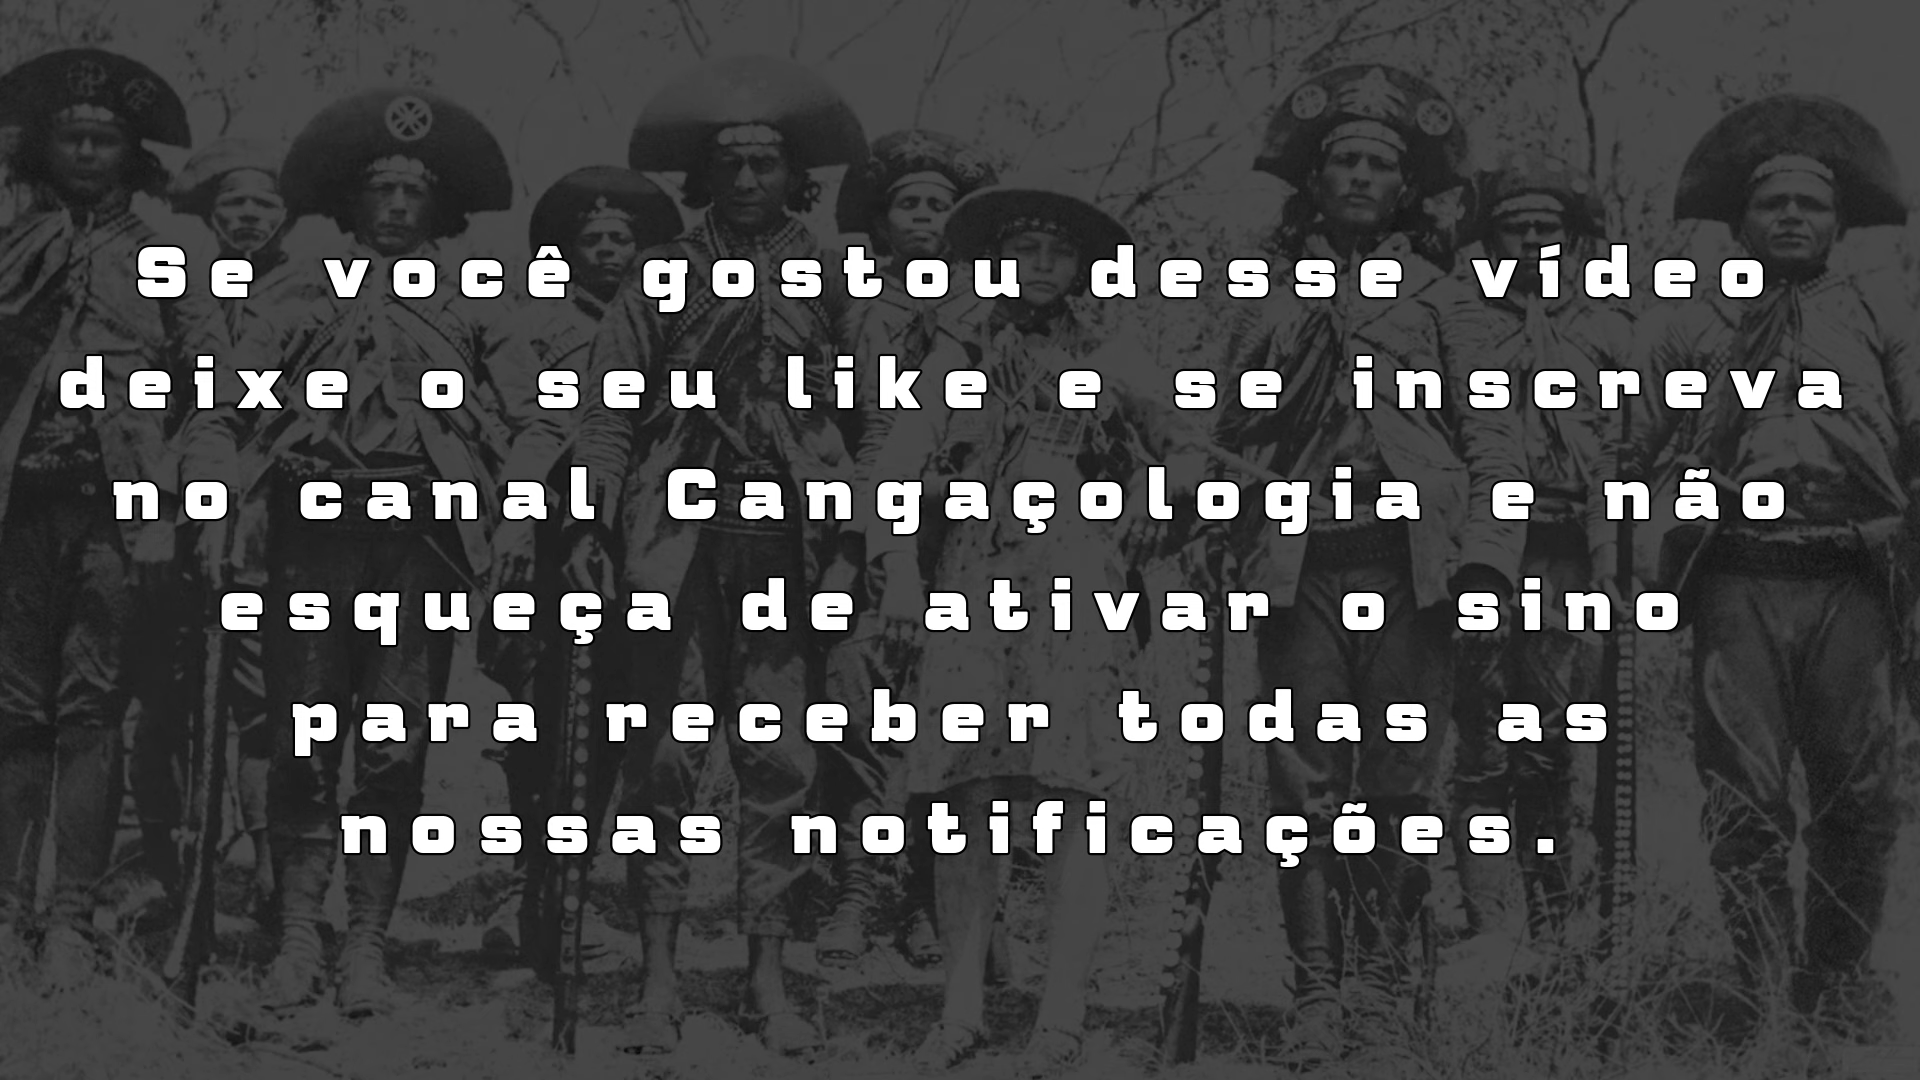 Se você gostou desse vídeo
deixe o seu like e se inscreva
no canal Cangaçologia e não
esqueça de ativar o sino
para receber todas as
nossas notificações.